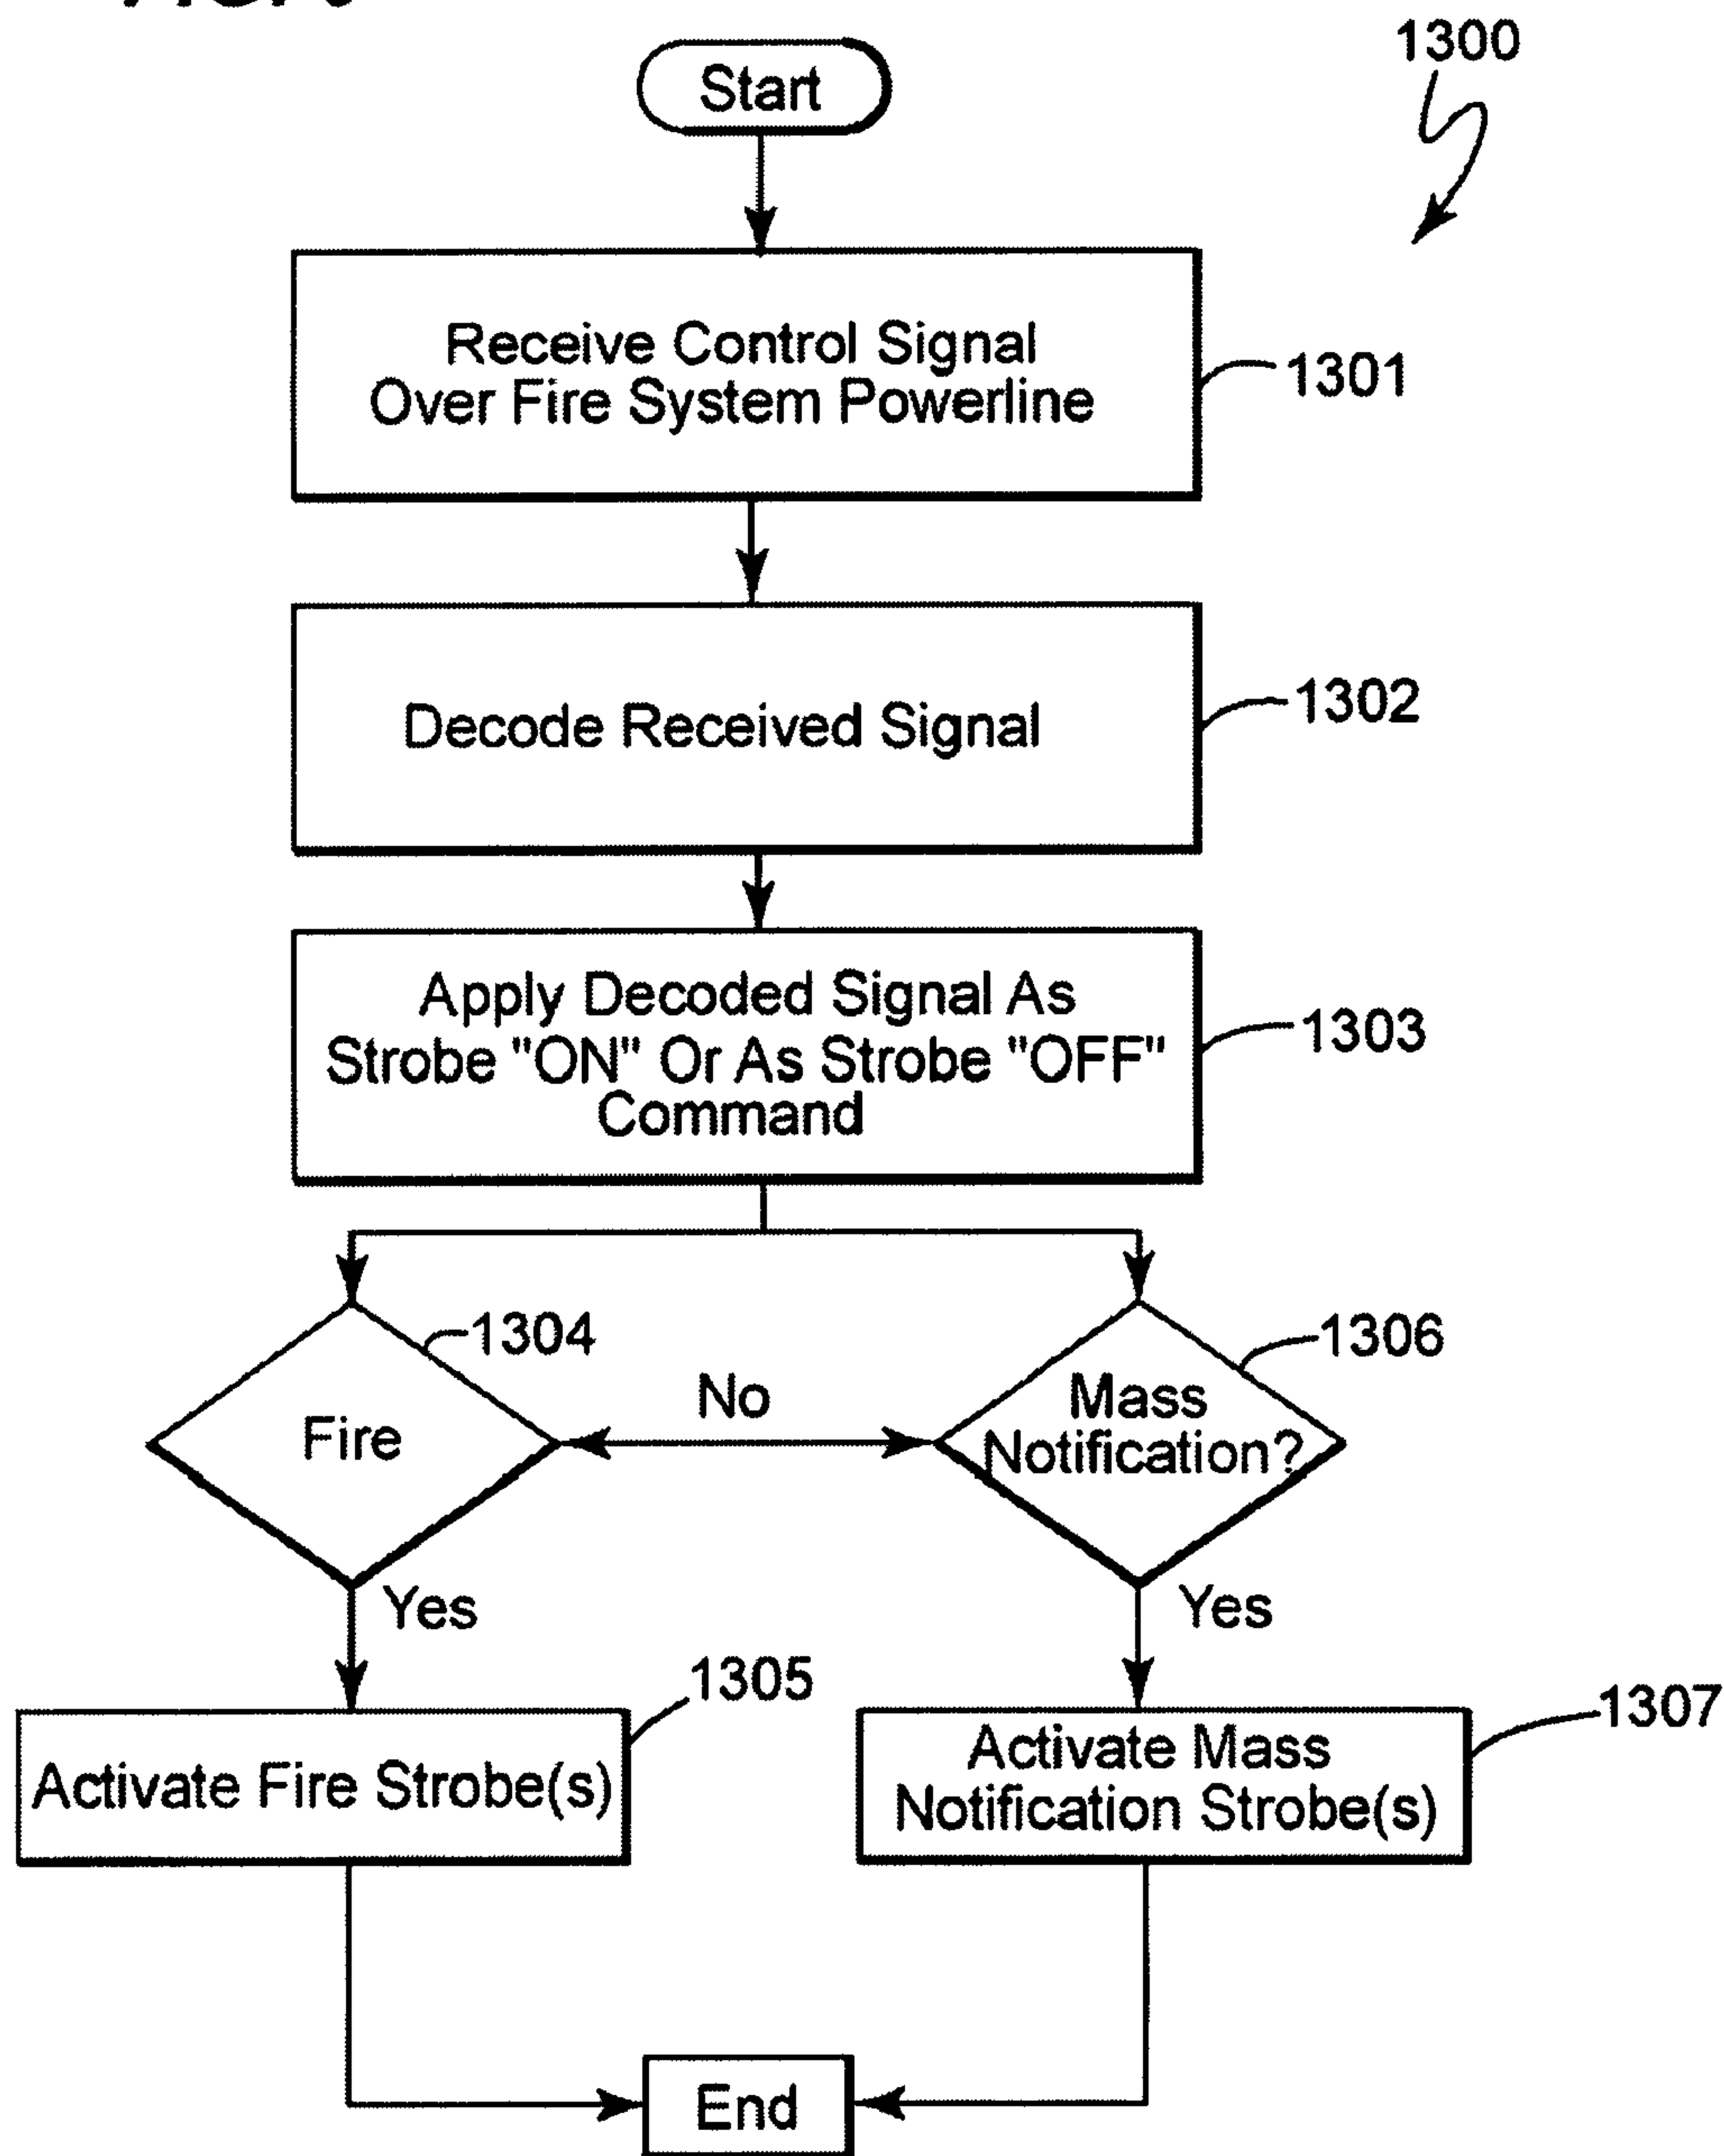 1300
Start
Receive Control Signal
Over Fire System Powerline
1301
Decode Received Signal
1302
Apply Decoded Signal As
Strobe "ON" Or As Strobe "OFF"
Command
1303
1304
Fire
No
1306
Mass
Notification?
Yes
Yes
1305
Activate Fire Strobe(s)
1307
Activate Mass
Notification Strobe(s)
End